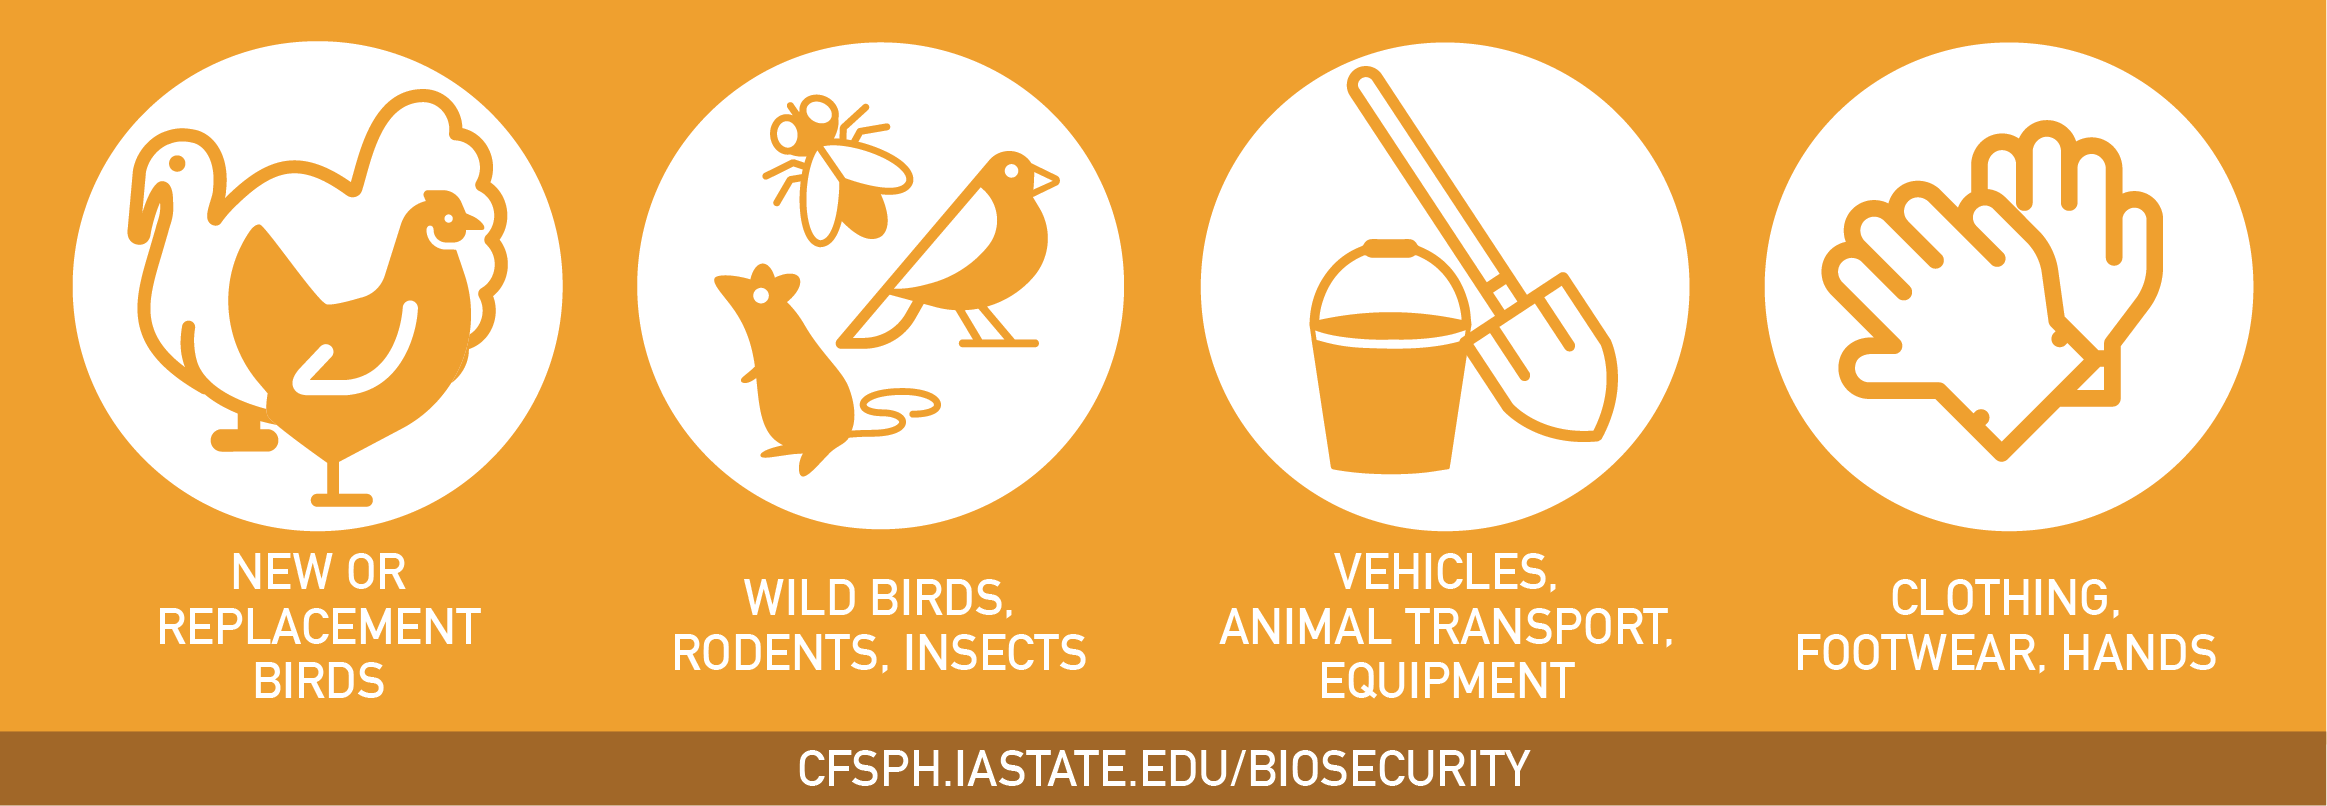 NEW OR
REPLACEMENT
BIRDS
WILD BIRDS,
RODENTS, INSECTS
VEHICLES,
ANIMAL TRANSPORT,
EQUIPMENT
CLOTHING,
FOOTWEAR, HANDS
CFSPH.IASTATE.EDU/BIOSECURITY